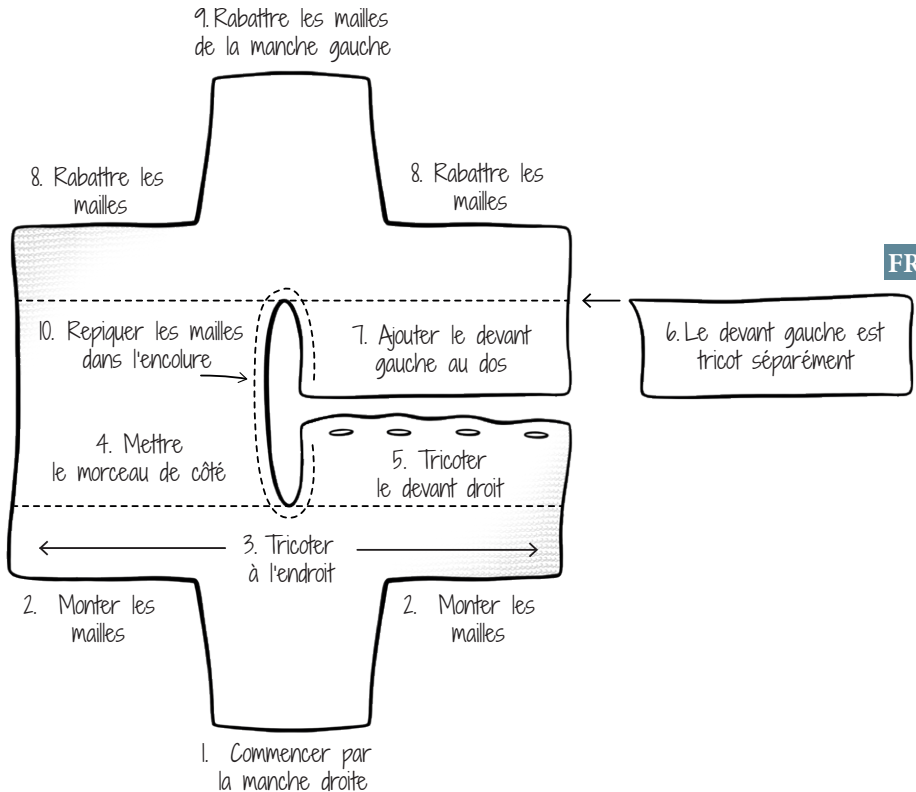 9. Rabattre les mailles
de la manche gauche
8. Rabattre les
mailles
8. Rabattre les
mailles
FR
10. Repiquer les mailles
dans l'encolure
7. Ajouter le devant
gauche au dos
6. Le devant gauche est
tricot séparément
4. Mettre
le morceau de côté
5. Tricoter
le devant droit
3. Tricoter
à l'endroit
2. Monter les
mailles
2. Monter les
mailles
1. Commencer par
la manche droite